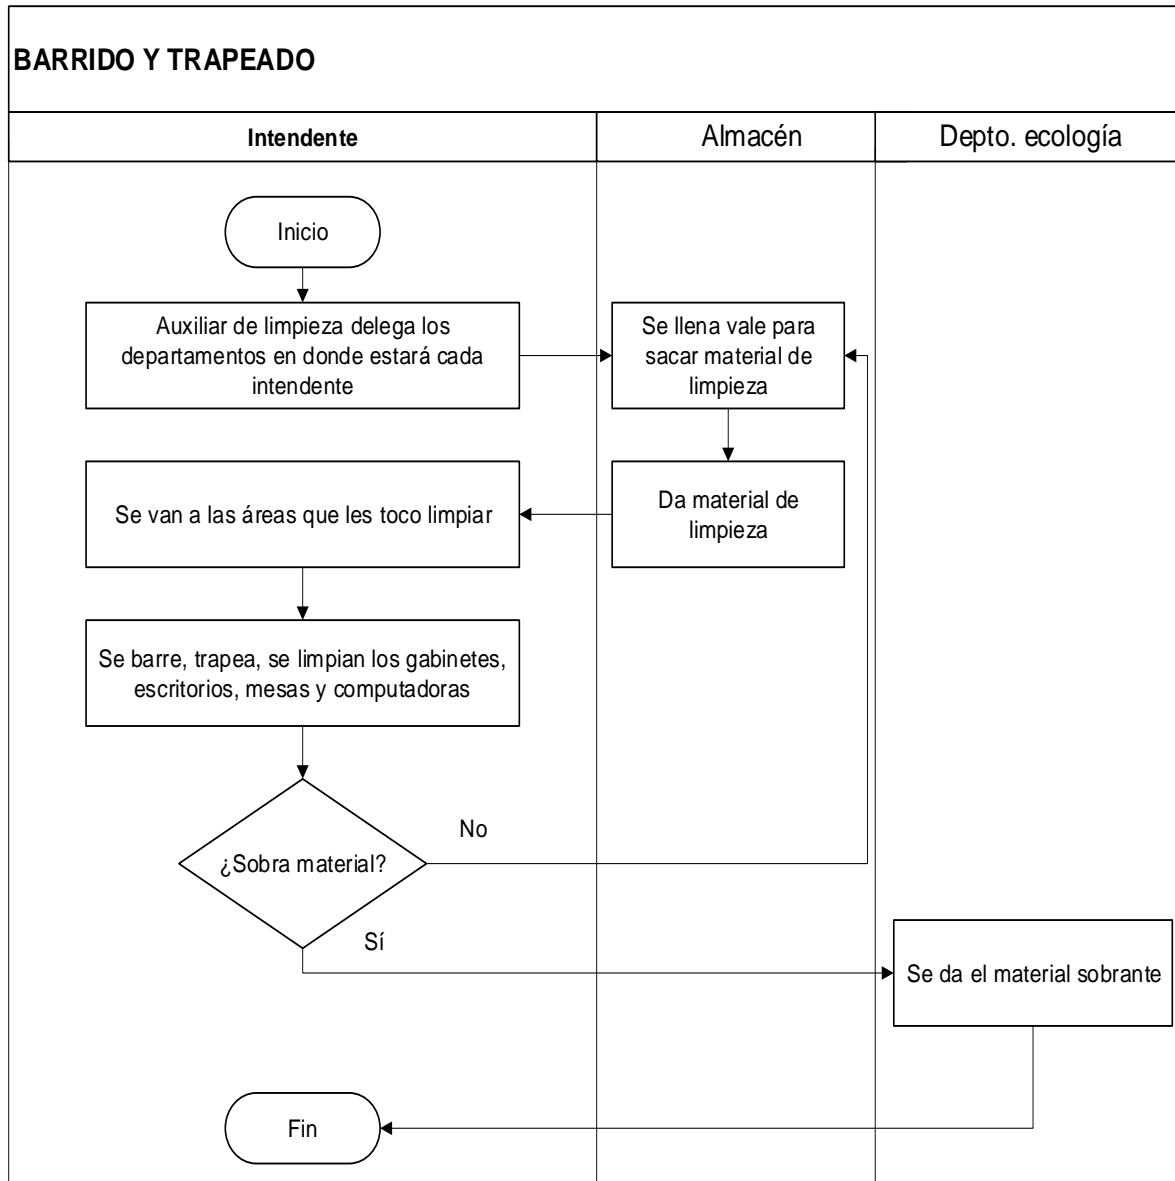 BARRIDO Y TRAPEADO
Intendente
Almacén
Depto. ecología
Inicio
Auxiliar de limpieza delega los
departamentos en donde estará cada
intendente
Se llena vale para
sacar material de
limpieza
Se van a las áreas que les toco limpiar
Da material de
limpieza
Se barre, trapea, se limpian los gabinetes,
escritorios, mesas y computadoras
¿Sobra material?
No
Sí
Se da el material sobrante
Fin